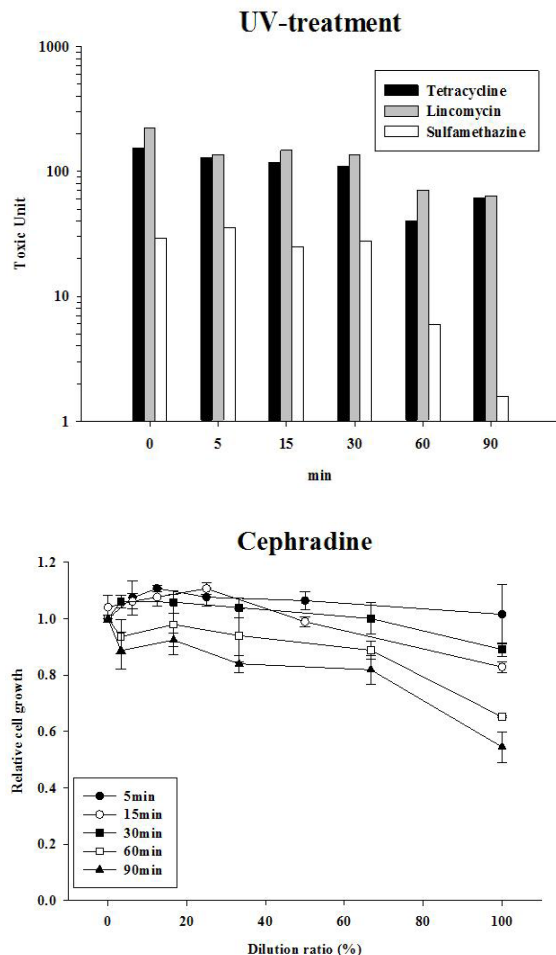 UV-treatment
1000
100
10
1
Toxic Unit
Tetracycline
Lincomycin
Sulfamethazine
0 5 15 30 60 90
min
Cephradine
1.2
1.0
0.8
0.6
0.4
0.2
0.0
Relative cell growth
5min
15min
30min
60min
90min
0 20 40 60 80 100
Dilution ratio (%)